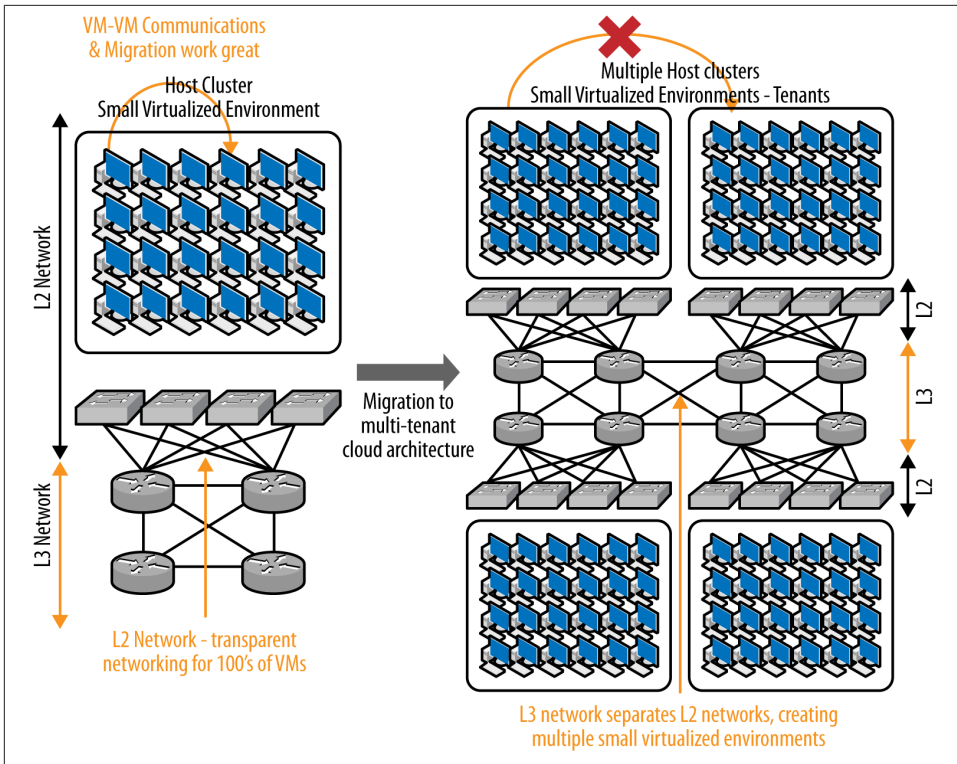 VM-VM Communications
& Migration work great
Host Cluster
Small Virtualized Environment
L2 Network
L3 Network
L2 Network - transparent
networking for 100's of VMs
Migration to
multi-tenant
cloud architecture
Multiple Host clusters
Small Virtualized Environments - Tenants
L2
L3
L2
L3 network separates L2 networks, creating
multiple small virtualized environments